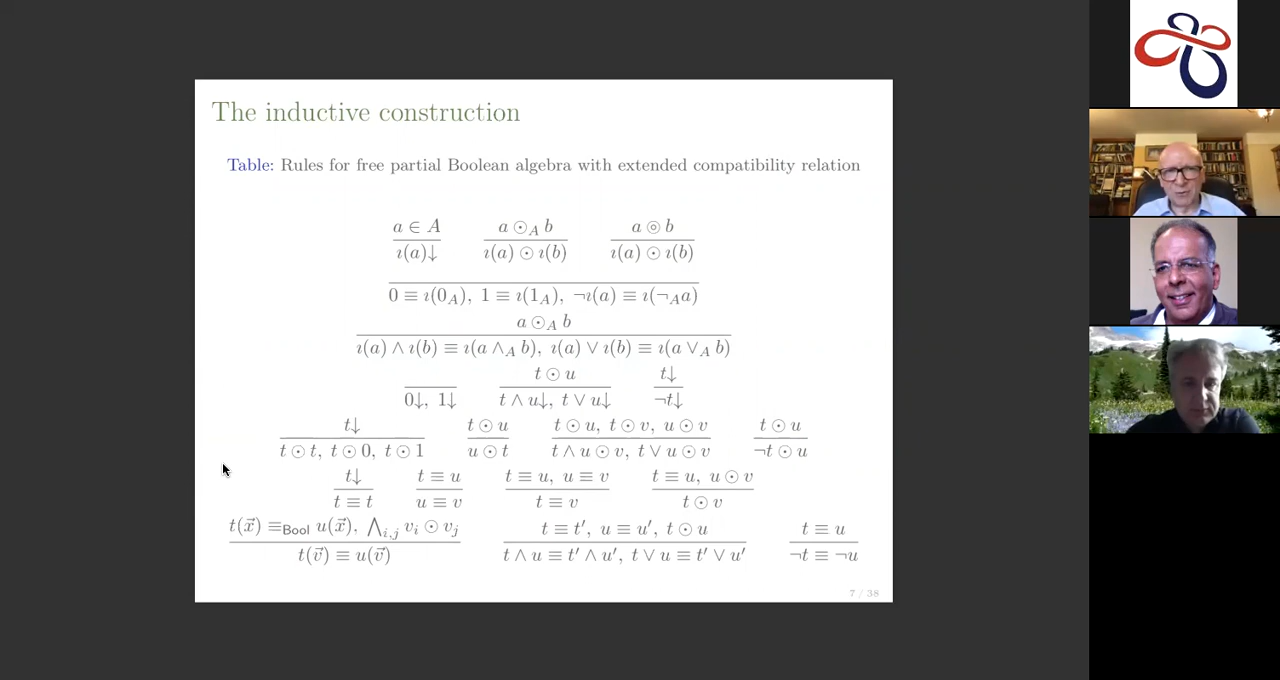 The inductive construction
Table: Rules for free partial Boolean algebra with extended compatibility relation
a ∈ A a ⊙_A b a ⊚ b
ı(a)↓ ı(a) ⊙ ı(b) ı(a) ⊙ ı(b)
0 ≡ ı(0_A), 1 ≡ ı(1_A), ¬ı(a) ≡ ı(¬_A a)
a ⊙_A b
ı(a) ∧ ı(b) ≡ ı(a ∧_A b), ı(a) ∨ ı(b) ≡ ı(a ∨_A b)
t ⊙ u t↓
0↓, 1↓ t ∧ u↓, t ∨ u↓ ¬t↓
t↓ t ⊙ u t ⊙ u, t ⊙ v, u ⊙ v t ⊙ u
t ⊙ t, t ⊙ 0, t ⊙ 1 u ⊙ t t ∧ u ⊙ v, t ∨ u ⊙ v ¬t ⊙ u
t↓ t ≡ u t ≡ u, u ≡ v t ≡ u, u ⊙ v
t ≡ t u ≡ v t ≡ v t ⊙ v
t(x⃗) ≡_Bool u(x⃗), ⋀_{i,j} v_i ⊙ v_j t ≡ t′, u ≡ u′, t ⊙ u t ≡ u
t(v⃗) ≡ u(v⃗) t ∧ u ≡ t′ ∧ u′, t ∨ u ≡ t′ ∨ u′ ¬t ≡ ¬u
7 / 38